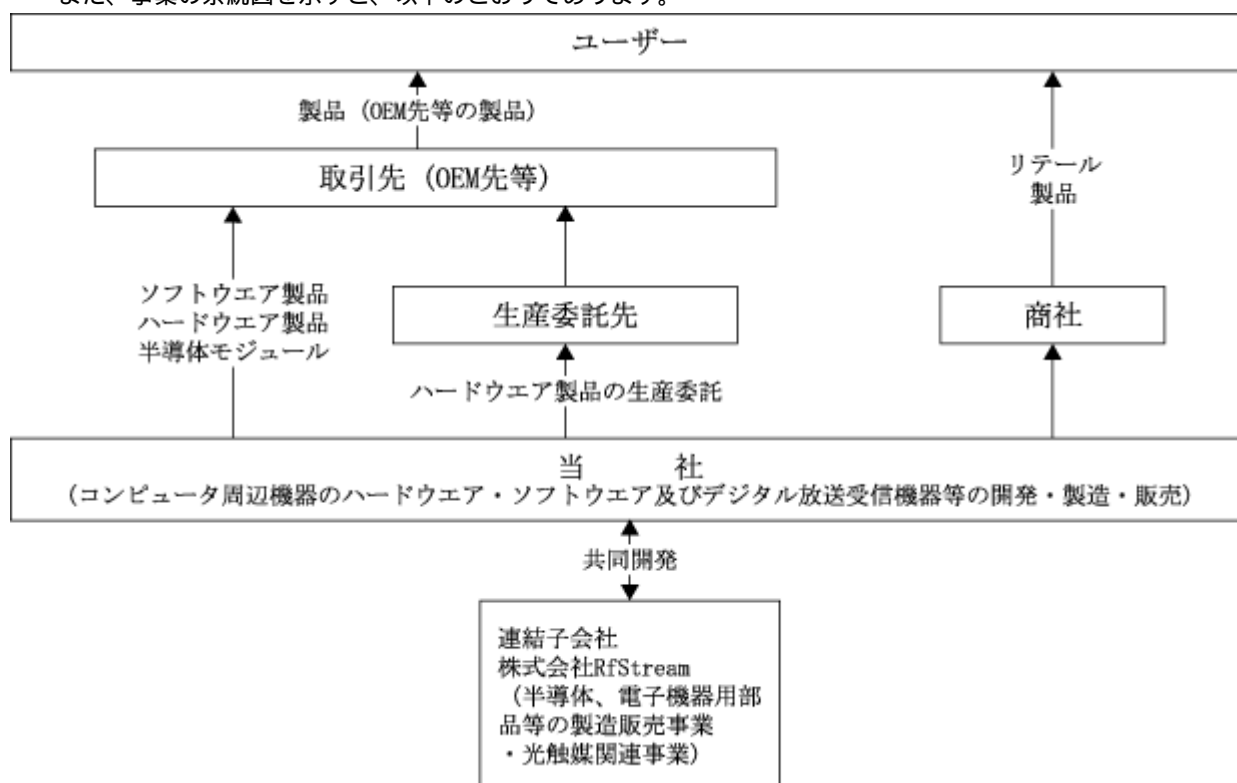 また、事業の系統図を示すと、以下のとおりであります。
ユーザー
製品 (OEM先等の製品)
取引先 (OEM先等)
リテール
製品
ソフトウエア製品
ハードウエア製品
半導体モジュール
生産委託先
商社
ハードウエア製品の生産委託
当 社
(コンピュータ周辺機器のハードウエア・ソフトウエア及びデジタル放送受信機器等の開発・製造・販売)
共同開発
連結子会社
株式会社RfStream
(半導体、電子機器用部
品等の製造販売事業
・光触媒関連事業)